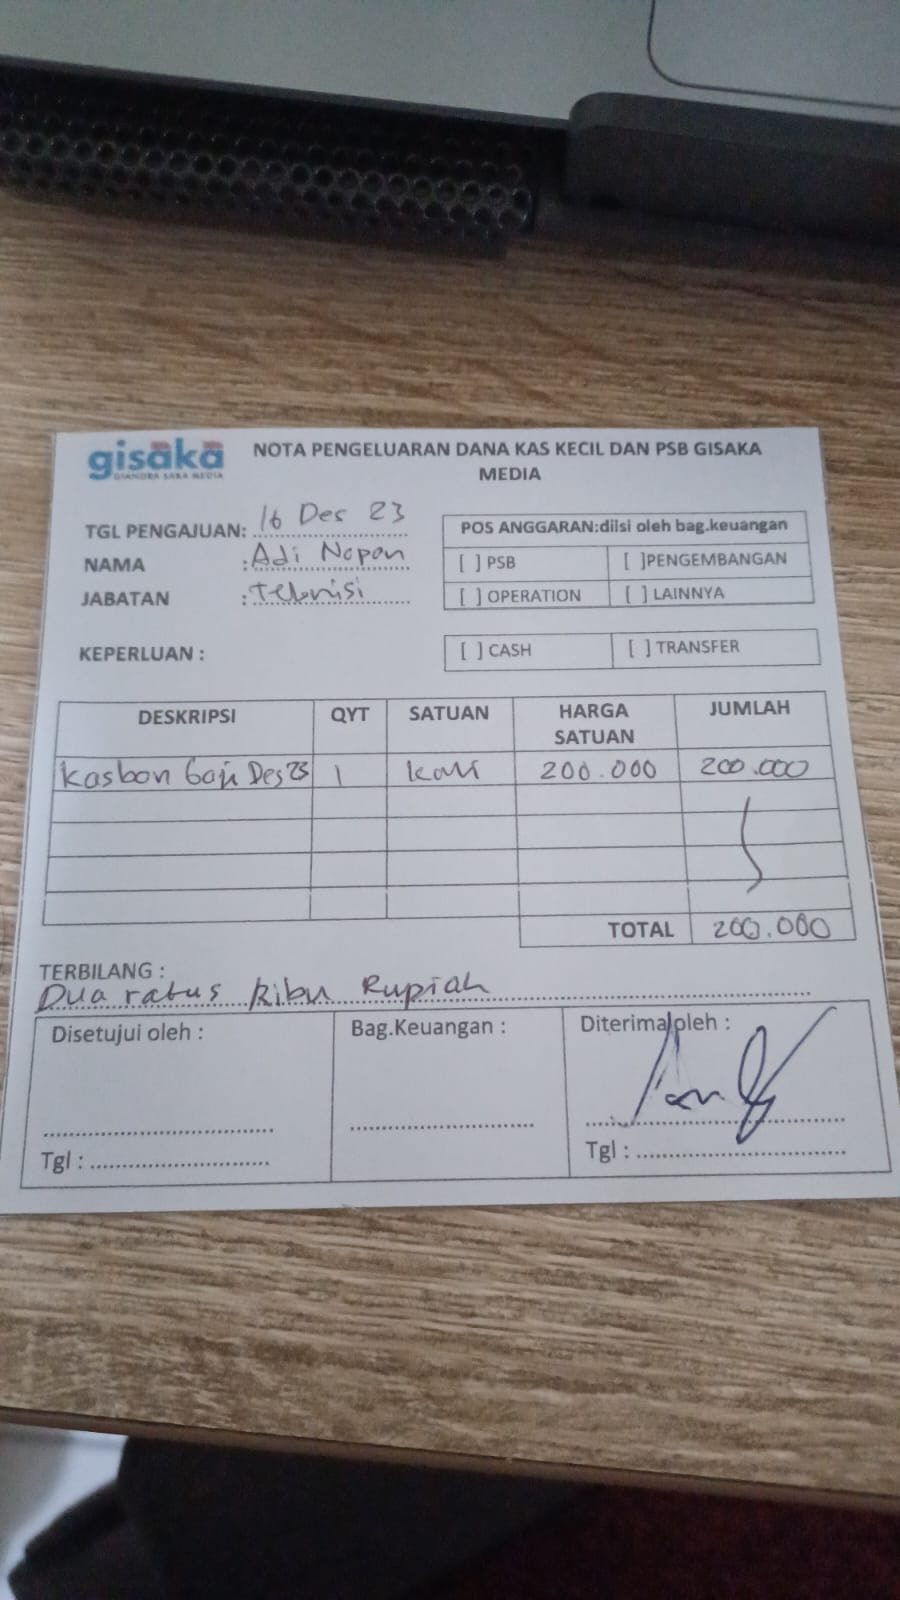 gisaka
GIANDRA SAKA MEDIA
NOTA PENGELUARAN DANA KAS KECIL DAN PSB GISAKA
MEDIA
TGL PENGAJUAN: 16 Des 23
NAMA : Adi Nopan
JABATAN : teknisi
POS ANGGARAN:diisi oleh bag.keuangan
[ ] PSB [ ]PENGEMBANGAN
[ ] OPERATION [ ] LAINNYA
KEPERLUAN :
[ ] CASH [ ] TRANSFER
DESKRIPSI QYT SATUAN HARGA SATUAN JUMLAH
Kasbon Gaji Des 23 1 kali 200.000 200.000
TOTAL 200.000
TERBILANG :
Dua ratus Ribu Rupiah
Disetujui oleh : Bag.Keuangan : Diterima oleh :
Tgl : Tgl :